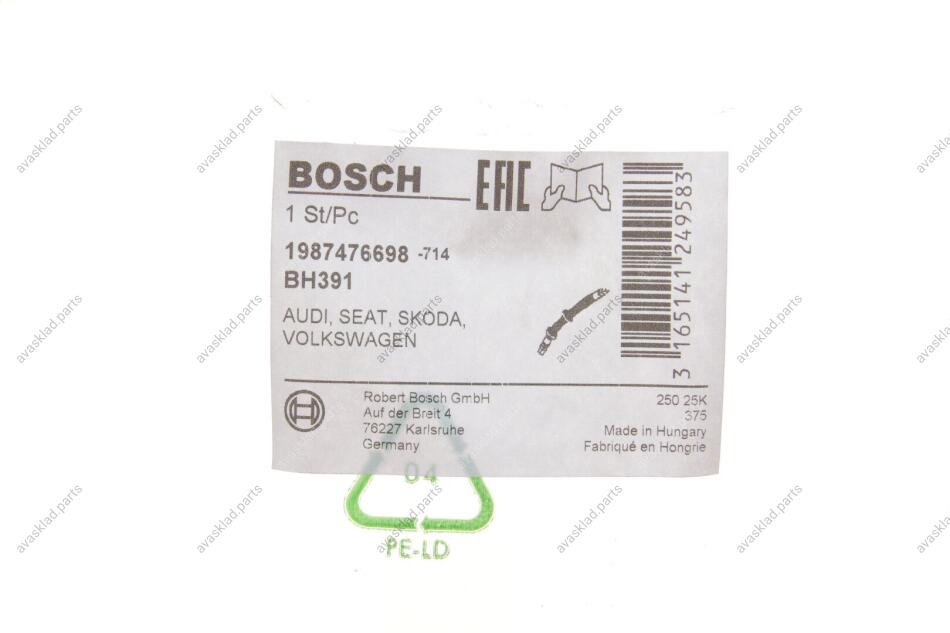 BOSCH
EAC
1 St/Pc
1987476698 -714
BH391
AUDI, SEAT, SKODA,
VOLKSWAGEN
3 165141 249583
Robert Bosch GmbH
Auf der Breit 4
76227 Karlsruhe
Germany
250 25K
375
Made in Hungary
Fabriqué en Hongrie
04
PE-LD
avasklad.parts